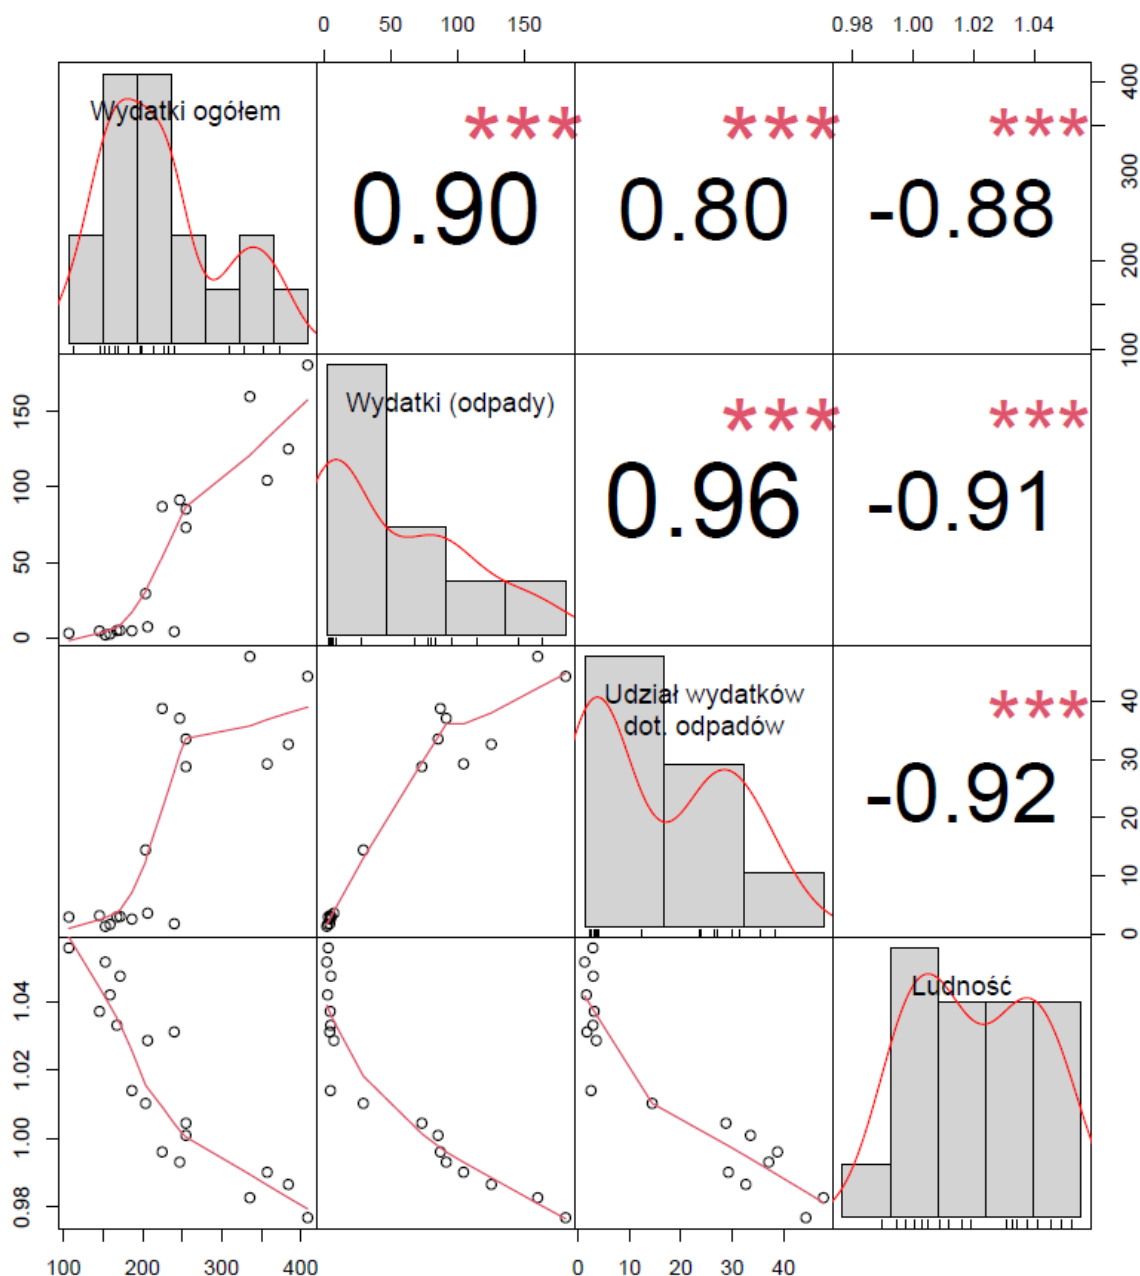 0 50 100 150 0.98 1.00 1.02 1.04
Wydatki ogółem
***
0.90
***
0.80
***
-0.88
100 200 300 400
0 50 100 150
Wydatki (odpady)
***
0.96
***
-0.91
Udział wydatków
dot. odpadów
***
-0.92
0 10 20 30 40
0.98 1.00 1.02 1.04
Ludność
100 200 300 400 0 10 20 30 40